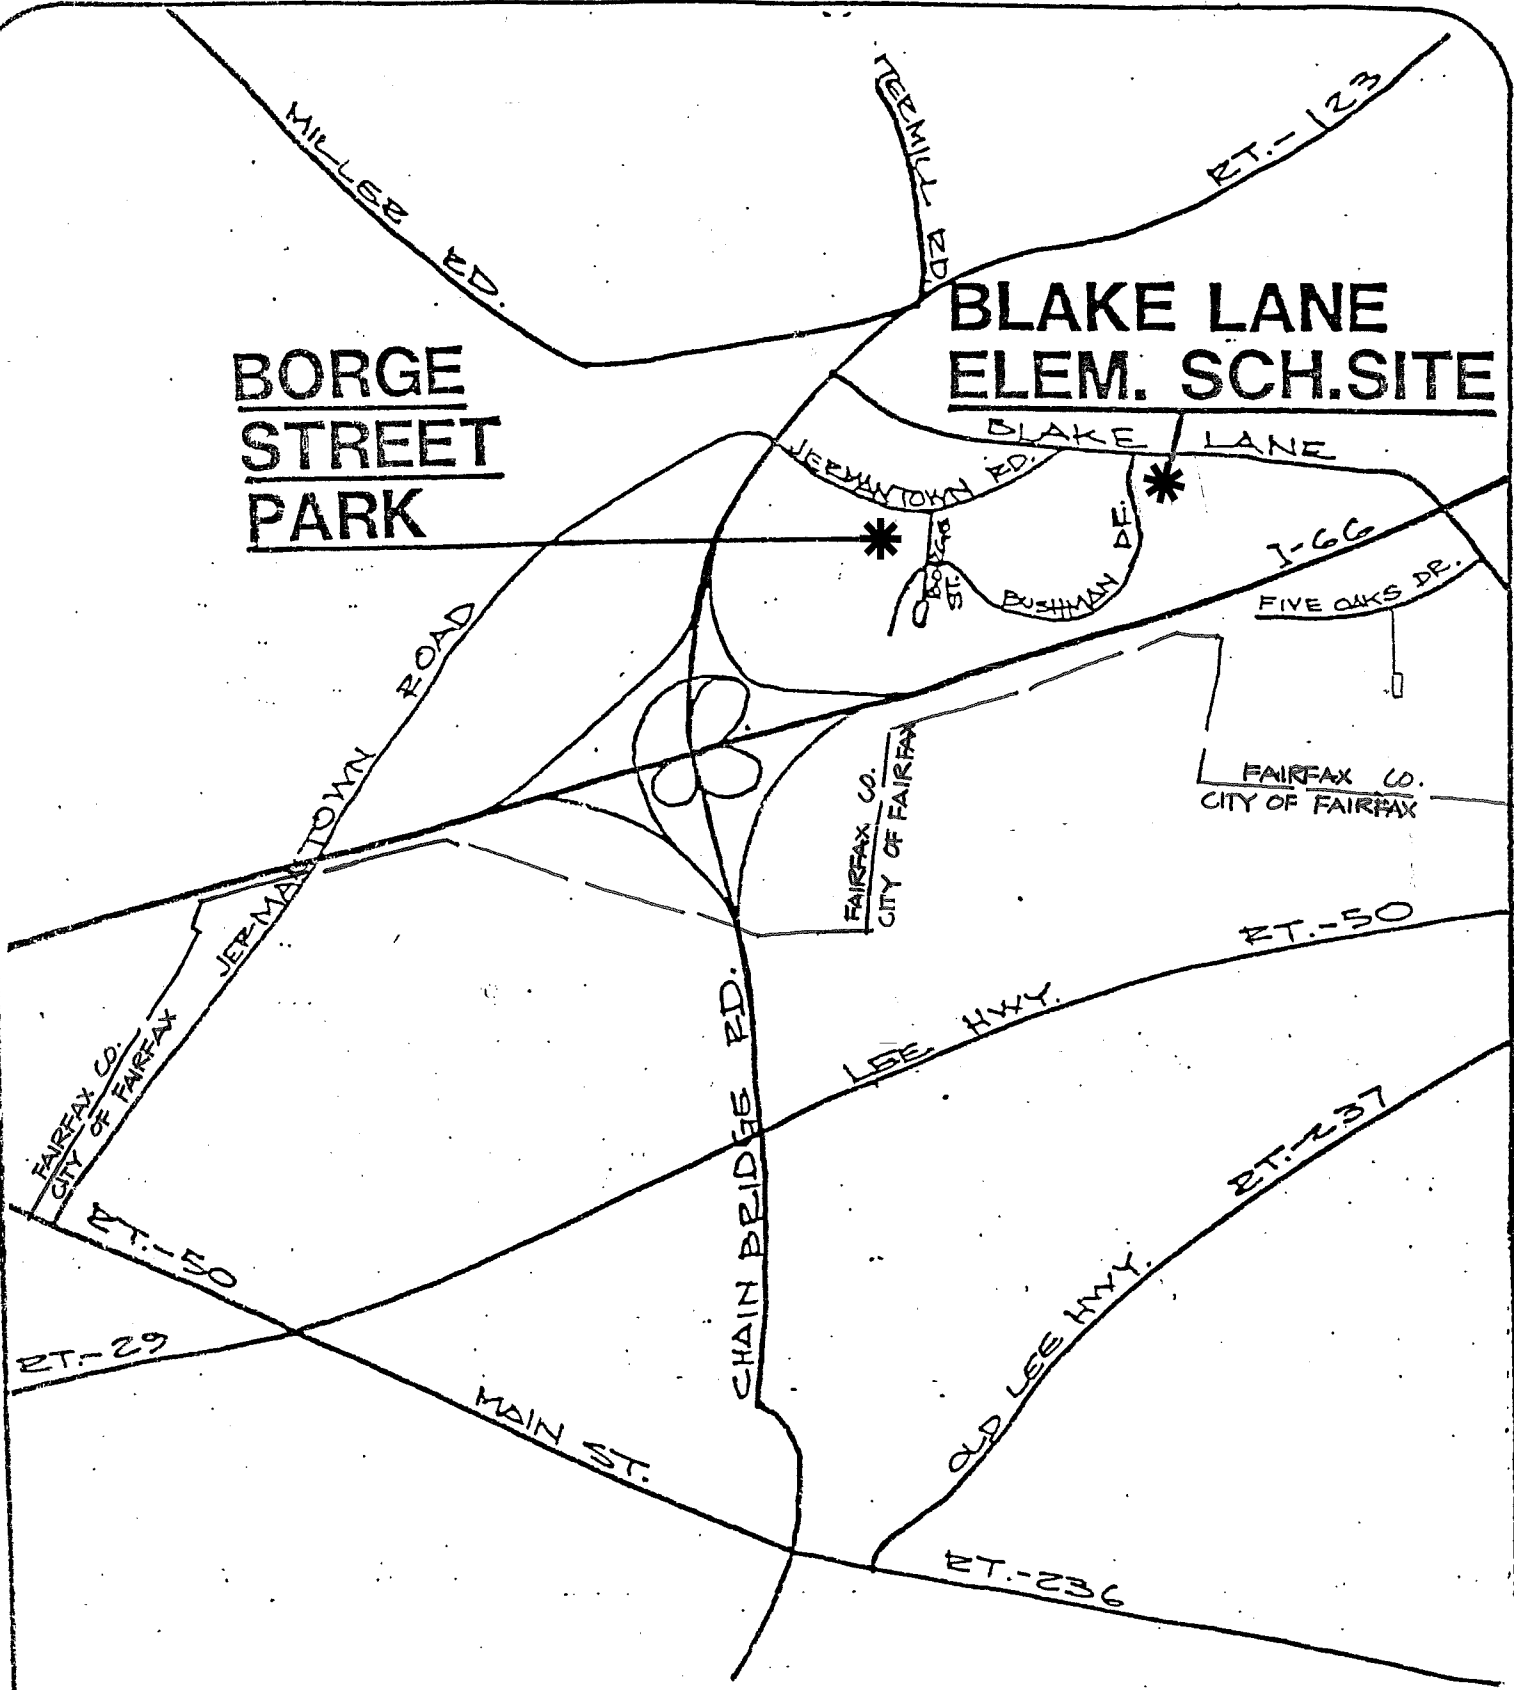 TERMILL RD.
RT.-123
MILLER RD.
BLAKE LANE
ELEM. SCH.SITE
BORGE
STREET
PARK
BLAKE LANE
JERMANTOWN RD.
BORGE
ST.
BUSHMAN DR.
I-66
FIVE OAKS DR.
JERMANTOWN ROAD
FAIRFAX CO.
CITY OF FAIRFAX
FAIRFAX CO.
CITY OF FAIRFAX
FAIRFAX CO.
CITY OF FAIRFAX
RT.-50
LEE HWY.
CHAIN BRIDGE RD.
RT.-237
OLD LEE HWY.
RT.-50
RT.-29
MAIN ST.
RT.-236